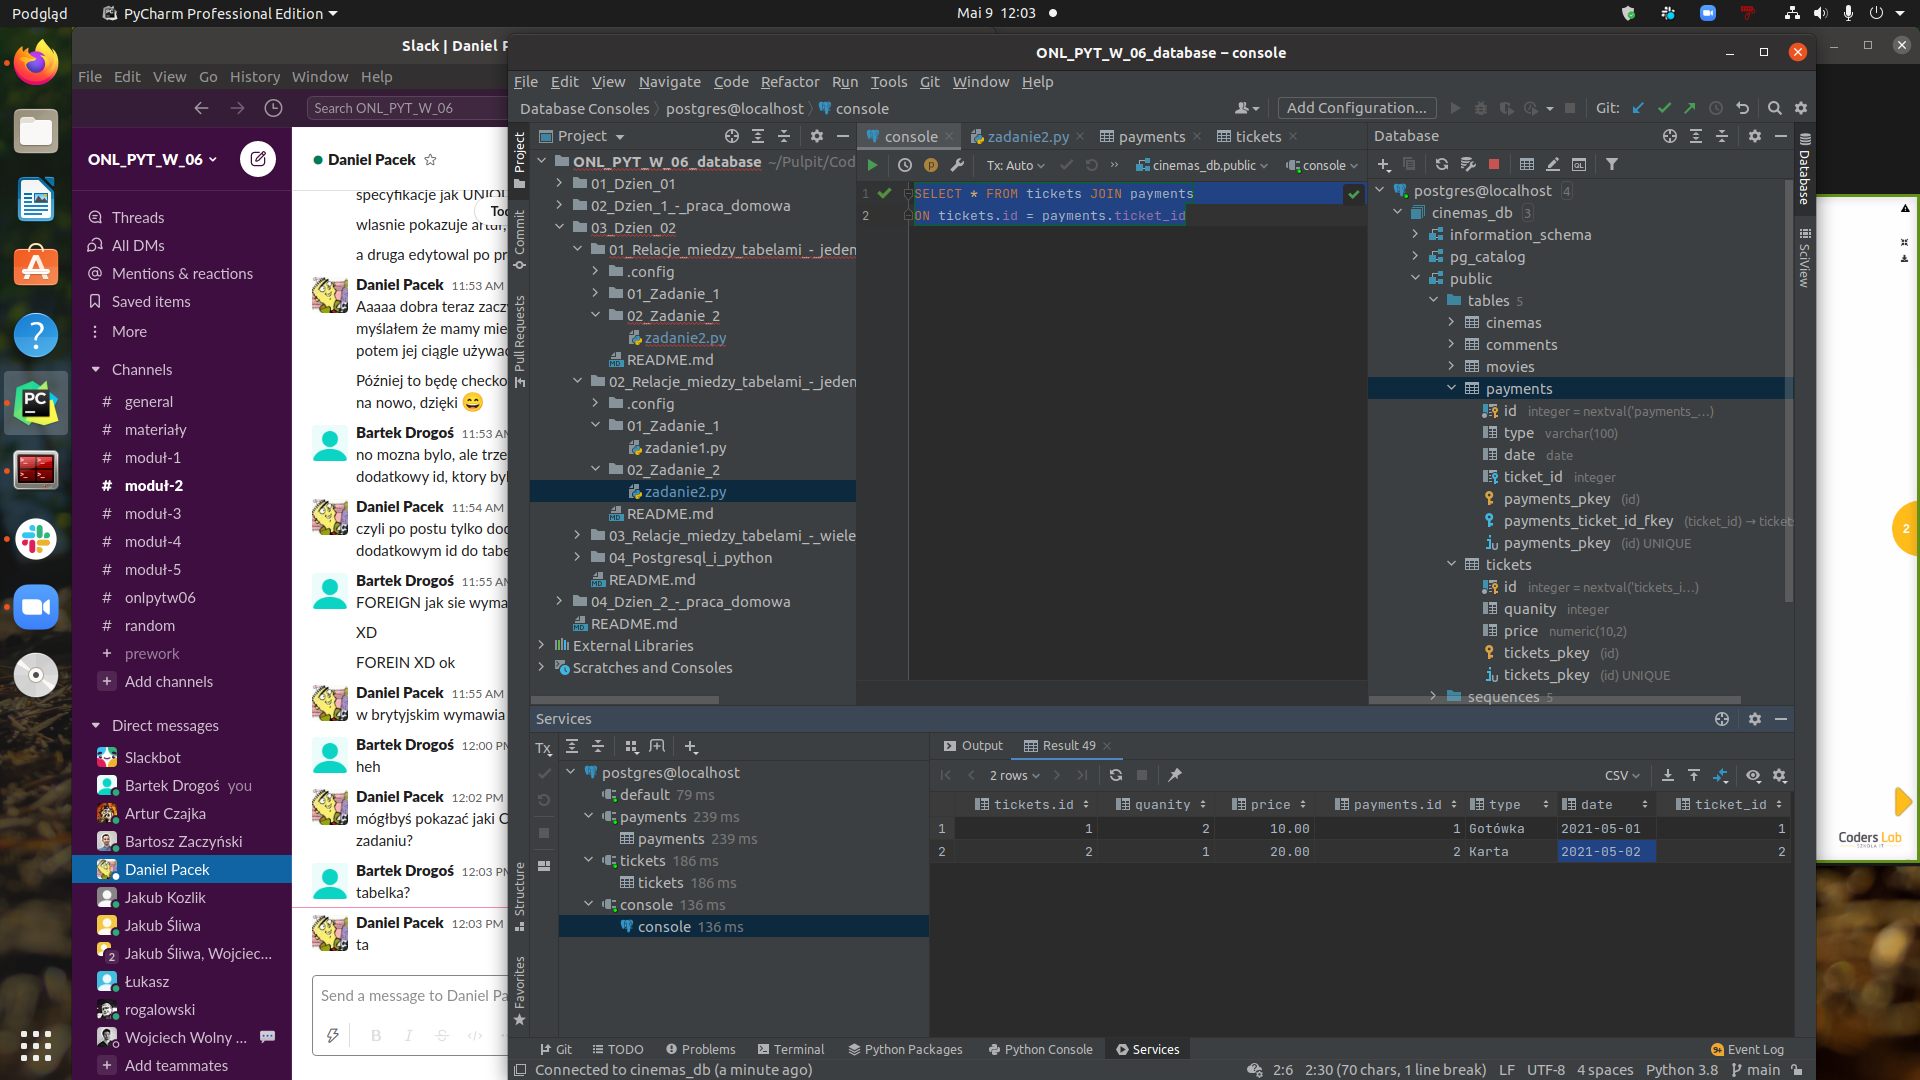 Podgląd
PyCharm Professional Edition
Mai 9 12:03
Slack | Daniel P
File Edit View Go History Window Help
Search ONL_PYT_W_06
ONL_PYT_W_06
Threads
All DMs
Mentions & reactions
Saved items
More
Channels
# general
# materiały
# moduł-1
# moduł-2
# moduł-3
# moduł-4
# moduł-5
# onlpytw06
# random
+ prework
+ Add channels
Direct messages
Slackbot
Bartek Drogoś you
Artur Czajka
Bartosz Zaczyński
Daniel Pacek
Jakub Kozlik
Jakub Śliwa
2 Jakub Śliwa, Wojciec...
Łukasz
rogalowski
Wojciech Wolny ...
+ Add teammates
Daniel Pacek
specyfikacje jak UNIQ
wlasnie pokazuje artur,
a druga edytowal po pr
Daniel Pacek 11:53 AM
Aaaaa dobra teraz zaczy
myślałem że mamy mie
potem jej ciągle używać
Później to będę checko
na nowo, dzięki 😄
Bartek Drogoś 11:53 AM
no mozna bylo, ale trze
dodatkowy id, ktory był
Daniel Pacek 11:54 AM
czyli po postu tylko dod
dodatkowym id do tabe
Bartek Drogoś 11:55 AM
FOREIGN jak sie wyma
XD
FOREIN XD ok
Daniel Pacek 11:55 AM
w brytyjskim wymawia
Bartek Drogoś 12:00 PM
heh
Daniel Pacek 12:02 PM
mógłbyś pokazać jaki C
zadaniu?
Bartek Drogoś 12:03 PM
tabelka?
Daniel Pacek 12:03 PM
ta
Send a message to Daniel Pa
ONL_PYT_W_06_database – console
File Edit View Navigate Code Refactor Run Tools Git Window Help
Database Consoles postgres@localhost console
Add Configuration...
Git:
Project
Commit
Pull Requests
Structure
Favorites
Project
ONL_PYT_W_06_database ~/Pulpit/Cod
01_Dzien_01
02_Dzien_1_-_praca_domowa
03_Dzien_02
01_Relacje_miedzy_tabelami_-_jeden
.config
01_Zadanie_1
02_Zadanie_2
zadanie2.py
README.md
02_Relacje_miedzy_tabelami_-_jeden
.config
01_Zadanie_1
zadanie1.py
02_Zadanie_2
zadanie2.py
README.md
03_Relacje_miedzy_tabelami_-_wiele
04_Postgresql_i_python
README.md
04_Dzien_2_-_praca_domowa
README.md
External Libraries
Scratches and Consoles
console zadanie2.py payments tickets
Tx: Auto cinemas_db.public console
1 SELECT * FROM tickets JOIN payments
2 ON tickets.id = payments.ticket_id
Database
postgres@localhost 4
cinemas_db 3
information_schema
pg_catalog
public
tables 5
cinemas
comments
movies
payments
id integer = nextval('payments_...)
type varchar(100)
date date
ticket_id integer
payments_pkey (id)
payments_ticket_id_fkey (ticket_id) → ticket
payments_pkey (id) UNIQUE
tickets
id integer = nextval('tickets_i...)
quanity integer
price numeric(10,2)
tickets_pkey (id)
tickets_pkey (id) UNIQUE
sequences 5
Database
SciView
Services
Tx
postgres@localhost
default 79 ms
payments 239 ms
payments 239 ms
tickets 186 ms
tickets 186 ms
console 136 ms
console 136 ms
Output Result 49
2 rows CSV
tickets.id quanity price payments.id type date ticket_id
1 1 2 10.00 1 Gotówka 2021-05-01 1
2 2 1 20.00 2 Karta 2021-05-02 2
Git TODO Problems Terminal Python Packages Python Console Services Event Log
Connected to cinemas_db (a minute ago)
2:6 2:30 (70 chars, 1 line break) LF UTF-8 4 spaces Python 3.8 main
2
Coders Lab